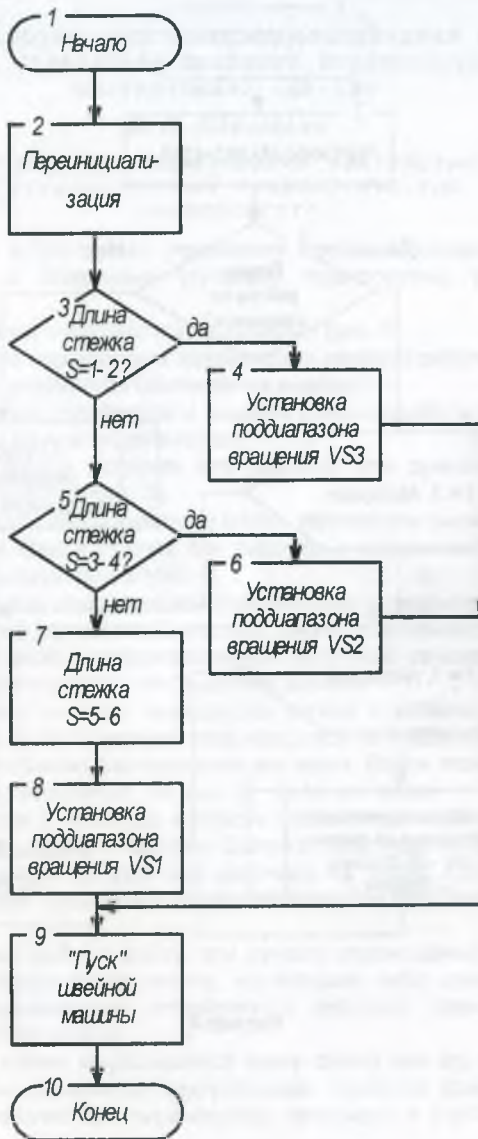 1
Начало
2
Переинициали-
зация
3 Длина
стежка
S=1-2?
да
нет
4
Установка
поддиапазона
вращения VS3
5 Длина
стежка
S=3-4?
да
нет
6
Установка
поддиапазона
вращения VS2
7
Длина
стежка
S=5-6
8
Установка
поддиапазона
вращения VS1
9
"Пуск"
швейной
машины
10
Конец